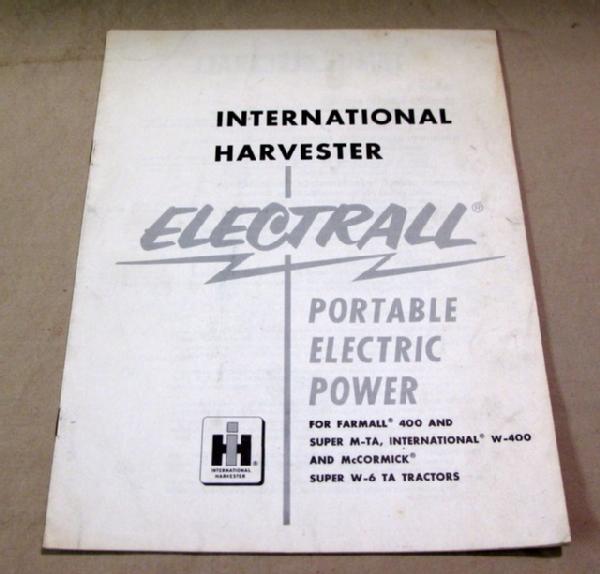 INTERNATIONAL
HARVESTER
ELECTRALL®
PORTABLE
ELECTRIC
POWER
FOR FARMALL® 400 AND
SUPER M-TA, INTERNATIONAL® W-400
AND McCORMICK®
SUPER W-6 TA TRACTORS
IH
INTERNATIONAL
HARVESTER®